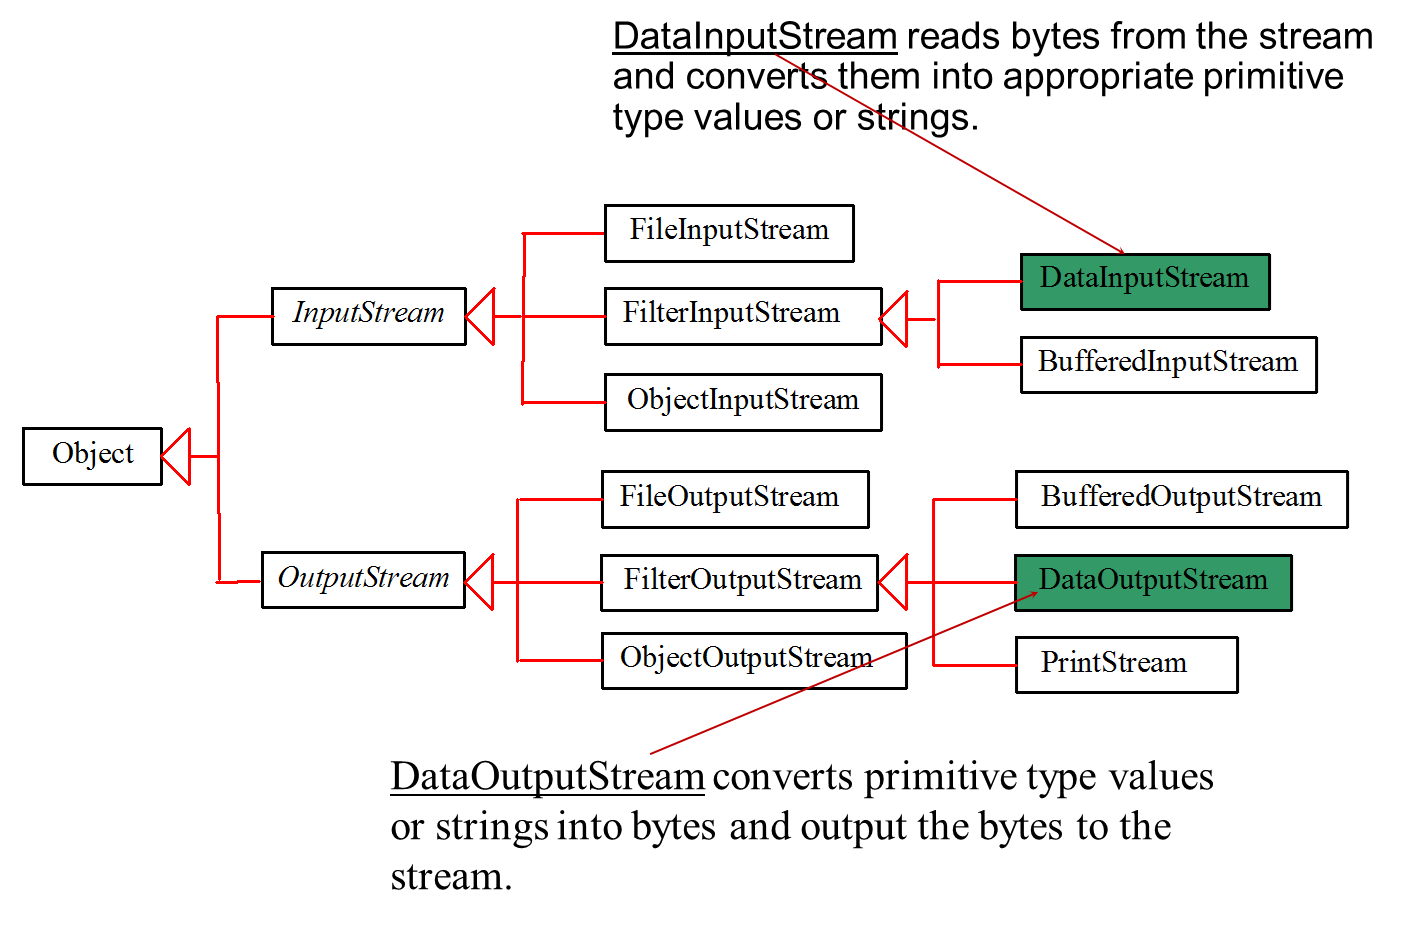 DataInputStream reads bytes from the stream
and converts them into appropriate primitive
type values or strings.
FileInputStream
DataInputStream
InputStream
FilterInputStream
BufferedInputStream
ObjectInputStream
Object
FileOutputStream
BufferedOutputStream
OutputStream
FilterOutputStream
DataOutputStream
ObjectOutputStream
PrintStream
DataOutputStream converts primitive type values
or strings into bytes and output the bytes to the
stream.